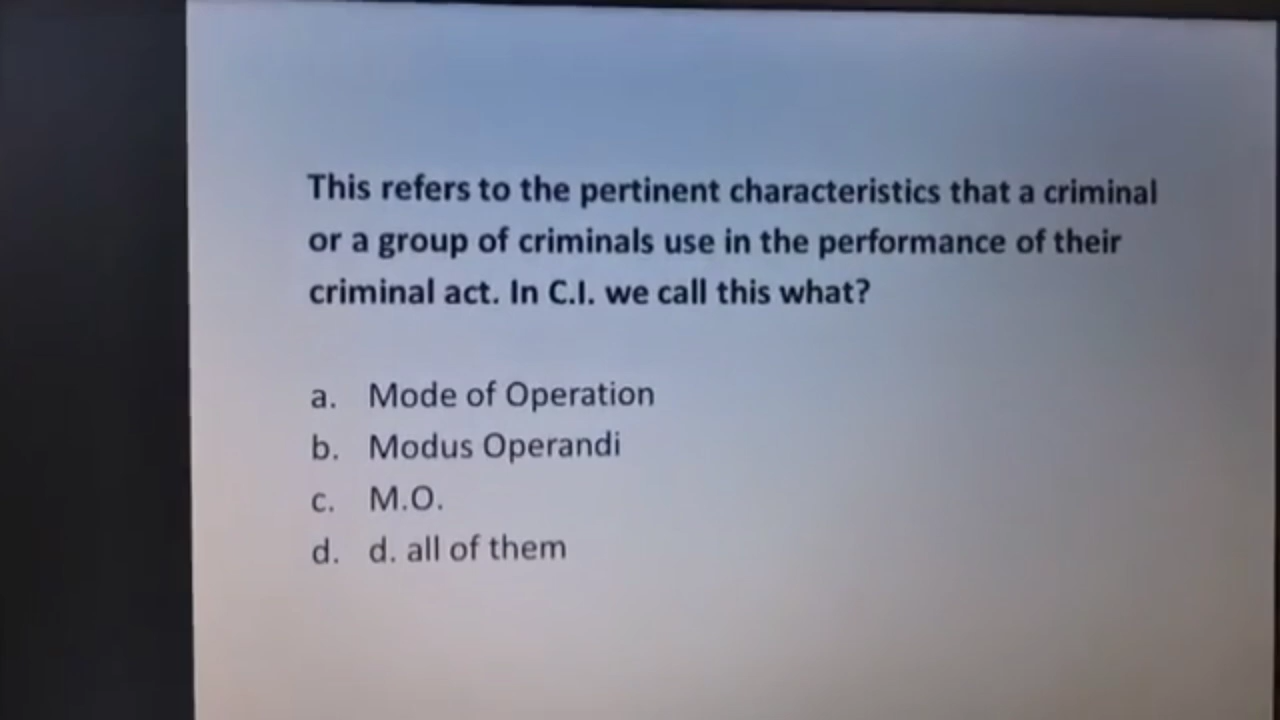 This refers to the pertinent characteristics that a criminal
or a group of criminals use in the performance of their
criminal act. In C.I. we call this what?
a. Mode of Operation
b. Modus Operandi
c. M.O.
d. d. all of them